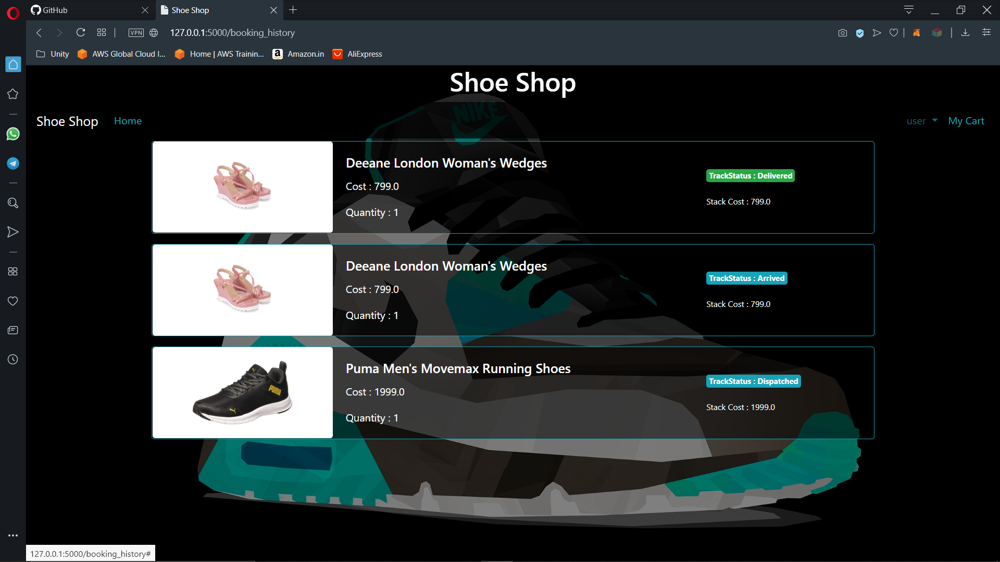 GitHub
Shoe Shop
VPN
127.0.0.1:5000/booking_history
Unity
AWS Global Cloud I...
Home | AWS Trainin...
Amazon.in
AliExpress
Shoe Shop
NIKE
Shoe Shop
Home
user
My Cart
Deeane London Woman's Wedges
Cost : 799.0
Quantity : 1
TrackStatus : Delivered
Stack Cost : 799.0
Deeane London Woman's Wedges
Cost : 799.0
Quantity : 1
TrackStatus : Arrived
Stack Cost : 799.0
PUMA
Puma Men's Movemax Running Shoes
Cost : 1999.0
Quantity : 1
TrackStatus : Dispatched
Stack Cost : 1999.0
127.0.0.1:5000/booking_history#